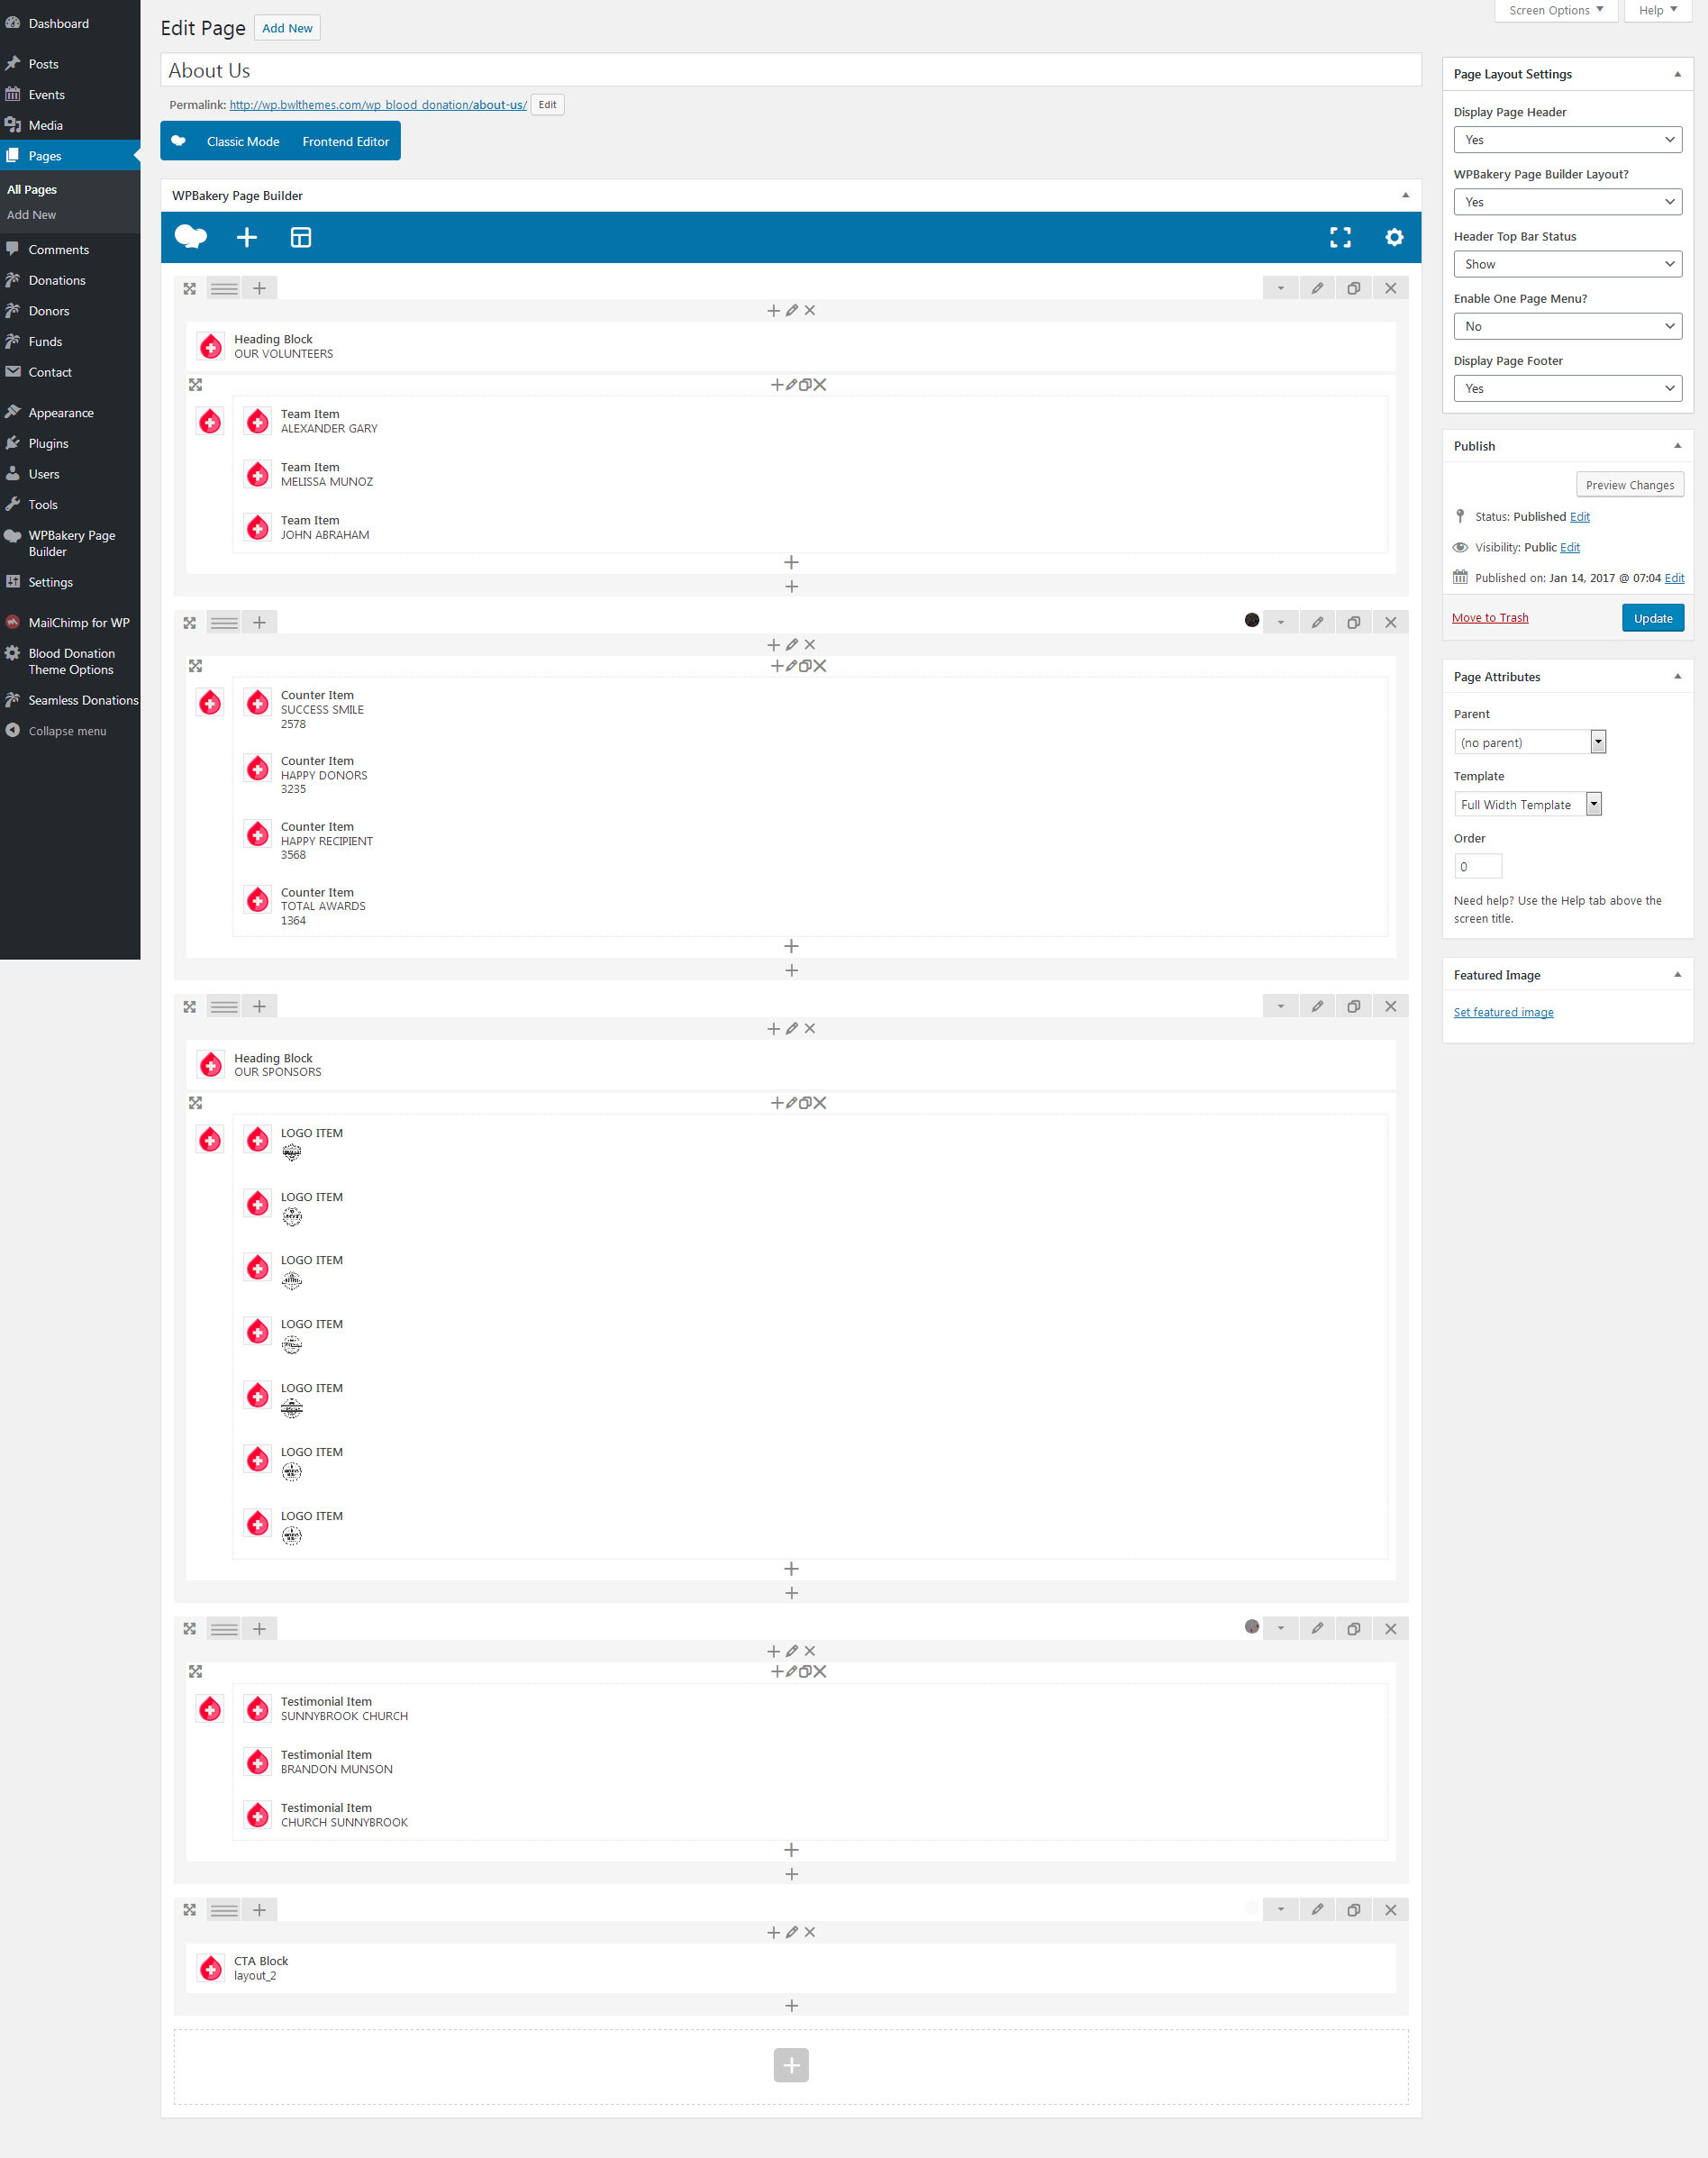 Dashboard
Posts
Events
Media
Pages
All Pages
Add New
Comments
Donations
Donors
Funds
Contact
Appearance
Plugins
Users
Tools
WPBakery Page
Builder
Settings
MailChimp for WP
Blood Donation
Theme Options
Seamless Donations
Collapse menu
Screen Options
Help
Edit Page
Add New
About Us
Permalink: http://wp.bwlthemes.com/wp_blood_donation/about-us/ Edit
Classic Mode
Frontend Editor
WPBakery Page Builder
Heading Block
OUR VOLUNTEERS
Team Item
ALEXANDER GARY
Team Item
MELISSA MUNOZ
Team Item
JOHN ABRAHAM
Counter Item
SUCCESS SMILE
2578
Counter Item
HAPPY DONORS
3235
Counter Item
HAPPY RECIPIENT
3568
Counter Item
TOTAL AWARDS
1364
Heading Block
OUR SPONSORS
LOGO ITEM
LOGO ITEM
LOGO ITEM
LOGO ITEM
LOGO ITEM
LOGO ITEM
LOGO ITEM
Testimonial Item
SUNNYBROOK CHURCH
Testimonial Item
BRANDON MUNSON
Testimonial Item
CHURCH SUNNYBROOK
CTA Block
layout_2
Page Layout Settings
Display Page Header
Yes
WPBakery Page Builder Layout?
Yes
Header Top Bar Status
Show
Enable One Page Menu?
No
Display Page Footer
Yes
Publish
Preview Changes
Status: Published Edit
Visibility: Public Edit
Published on: Jan 14, 2017 @ 07:04 Edit
Move to Trash
Update
Page Attributes
Parent
(no parent)
Template
Full Width Template
Order
0
Need help? Use the Help tab above the
screen title.
Featured Image
Set featured image